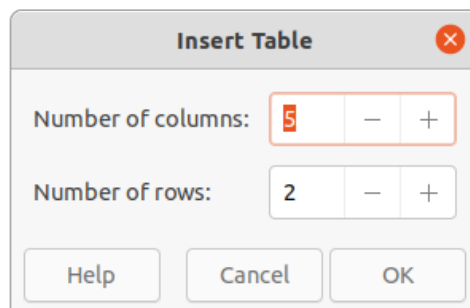 Insert Table
Number of columns: 5 − +
Number of rows: 2 − +
Help Cancel OK